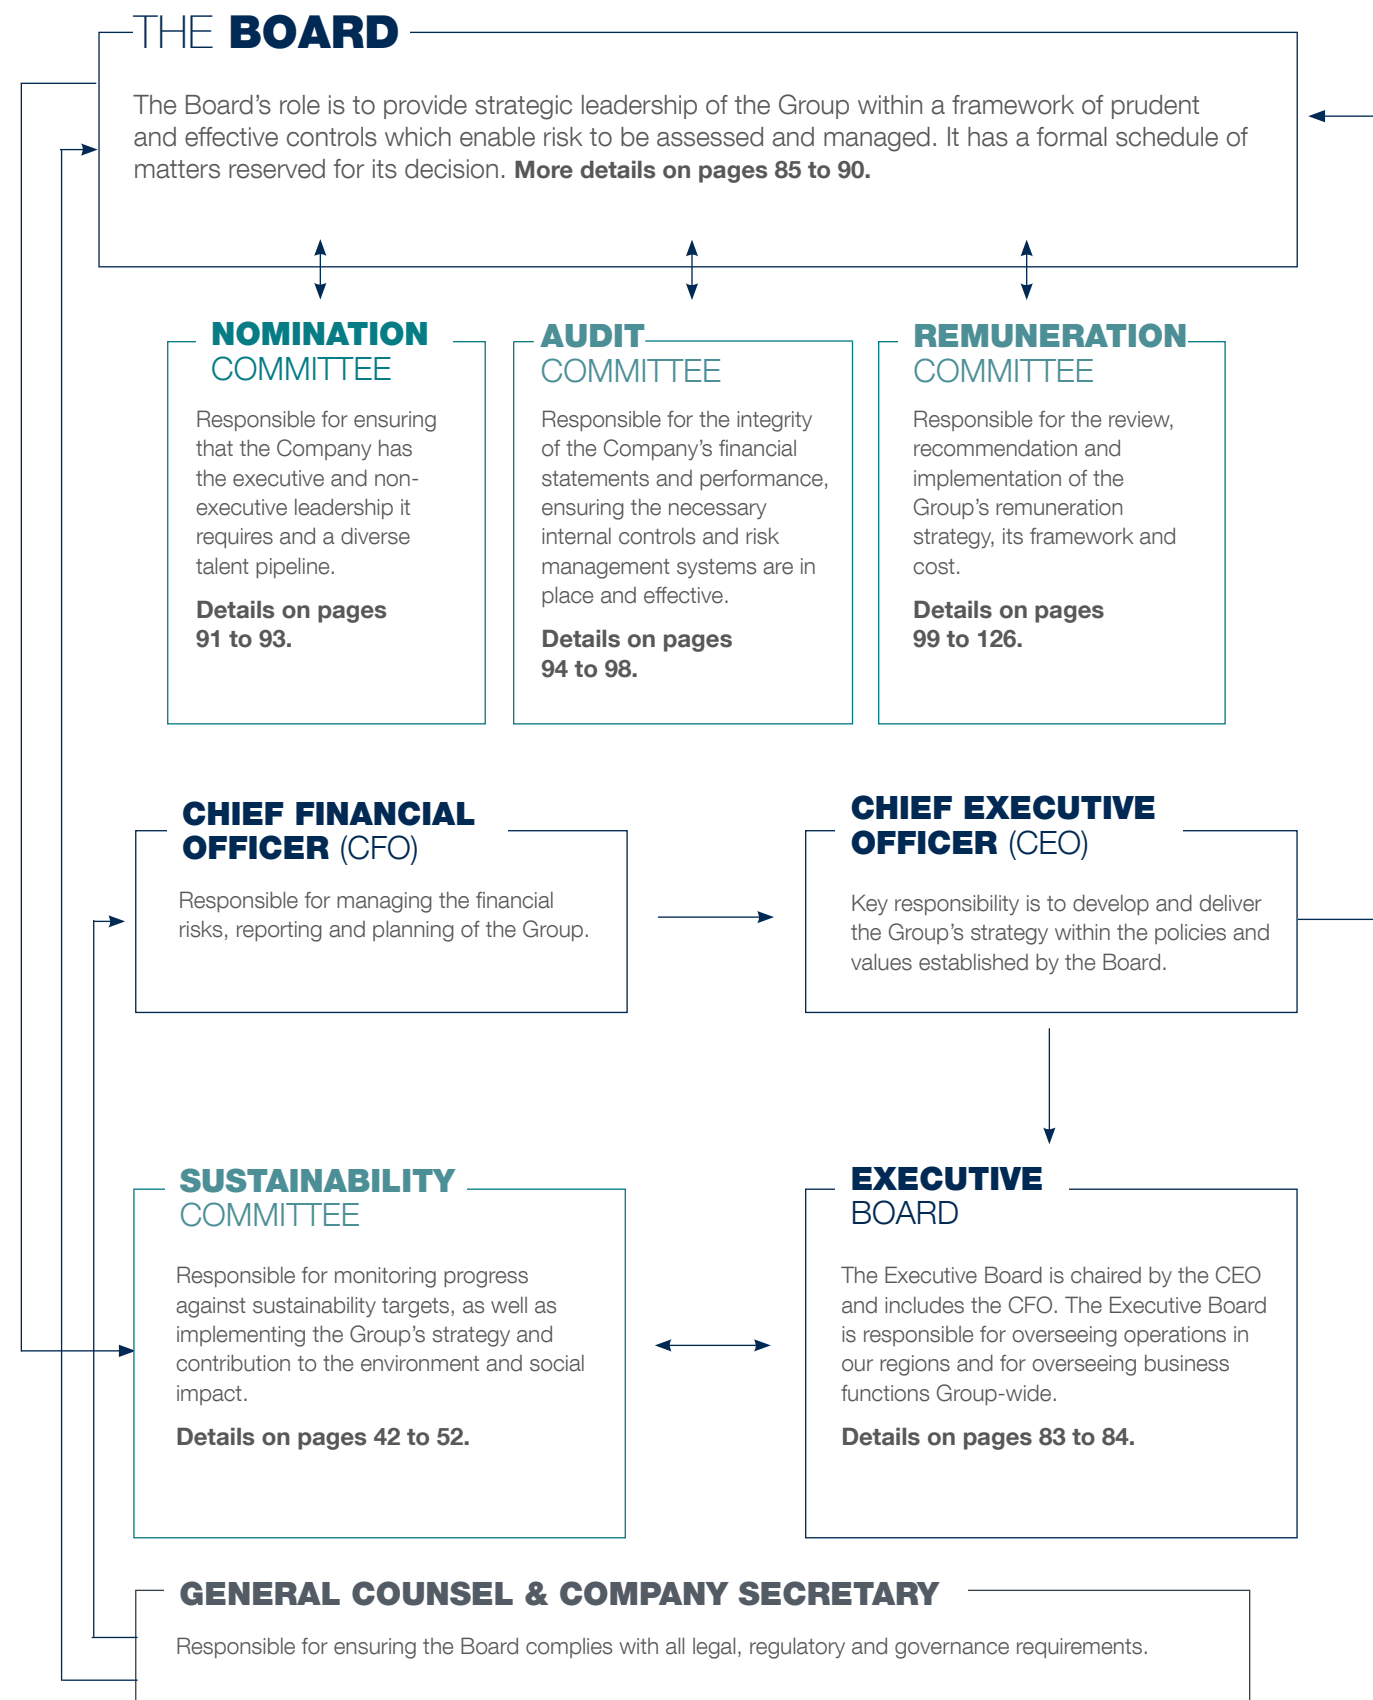 THE BOARD
The Board's role is to provide strategic leadership of the Group within a framework of prudent
and effective controls which enable risk to be assessed and managed. It has a formal schedule of
matters reserved for its decision. More details on pages 85 to 90.
NOMINATION
COMMITTEE
Responsible for ensuring
that the Company has
the executive and non-
executive leadership it
requires and a diverse
talent pipeline.
Details on pages
91 to 93.
AUDIT
COMMITTEE
Responsible for the integrity
of the Company's financial
statements and performance,
ensuring the necessary
internal controls and risk
management systems are in
place and effective.
Details on pages
94 to 98.
REMUNERATION
COMMITTEE
Responsible for the review,
recommendation and
implementation of the
Group's remuneration
strategy, its framework and
cost.
Details on pages
99 to 126.
CHIEF FINANCIAL
OFFICER (CFO)
Responsible for managing the financial
risks, reporting and planning of the Group.
CHIEF EXECUTIVE
OFFICER (CEO)
Key responsibility is to develop and deliver
the Group's strategy within the policies and
values established by the Board.
SUSTAINABILITY
COMMITTEE
Responsible for monitoring progress
against sustainability targets, as well as
implementing the Group's strategy and
contribution to the environment and social
impact.
Details on pages 42 to 52.
EXECUTIVE
BOARD
The Executive Board is chaired by the CEO
and includes the CFO. The Executive Board
is responsible for overseeing operations in
our regions and for overseeing business
functions Group-wide.
Details on pages 83 to 84.
GENERAL COUNSEL & COMPANY SECRETARY
Responsible for ensuring the Board complies with all legal, regulatory and governance requirements.